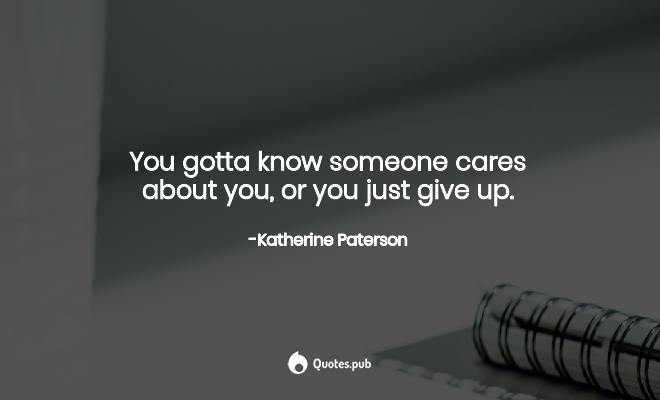 You gotta know someone cares
about you, or you just give up.
-Katherine Paterson
Quotes.pub